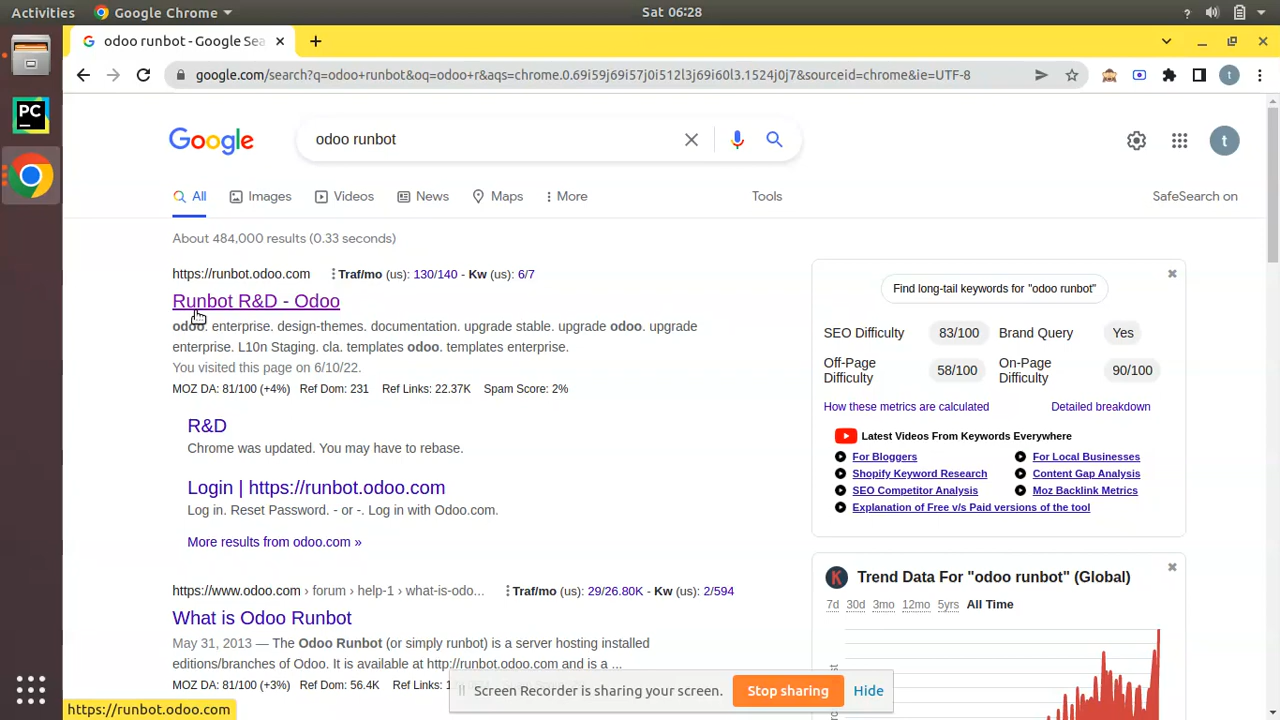 Activities
Google Chrome
Sat 06:28
?
odoo runbot - Google Sea
google.com/search?q=odoo+runbot&oq=odoo+r&aqs=chrome.0.69i59j69i57j0i512l3j69i60l3.1524j0j7&sourceid=chrome&ie=UTF-8
t
PC
Google
odoo runbot
t
All
Images
Videos
News
Maps
More
Tools
SafeSearch on
About 484,000 results (0.33 seconds)
https://runbot.odoo.com
Traf/mo (us): 130/140 - Kw (us): 6/7
Runbot R&D - Odoo
odoo. enterprise. design-themes. documentation. upgrade stable. upgrade odoo. upgrade
enterprise. L10n Staging. cla. templates odoo. templates enterprise.
You visited this page on 6/10/22.
MOZ DA: 81/100 (+4%) Ref Dom: 231 Ref Links: 22.37K Spam Score: 2%
R&D
Chrome was updated. You may have to rebase.
Login | https://runbot.odoo.com
Log in. Reset Password. - or -. Log in with Odoo.com.
More results from odoo.com »
https://www.odoo.com › forum › help-1 › what-is-odo...
Traf/mo (us): 29/26.80K - Kw (us): 2/594
What is Odoo Runbot
May 31, 2013 — The Odoo Runbot (or simply runbot) is a server hosting installed
editions/branches of Odoo. It is available at http://runbot.odoo.com and is a ...
MOZ DA: 81/100 (+3%) Ref Dom: 56.4K Ref Links:
Find long-tail keywords for "odoo runbot"
SEO Difficulty 83/100 Brand Query Yes
Off-Page Difficulty 58/100 On-Page Difficulty 90/100
How these metrics are calculated
Detailed breakdown
Latest Videos From Keywords Everywhere
For Bloggers
For Local Businesses
Shopify Keyword Research
Content Gap Analysis
SEO Competitor Analysis
Moz Backlink Metrics
Explanation of Free v/s Paid versions of the tool
K
Trend Data For "odoo runbot" (Global)
7d 30d 3mo 12mo 5yrs All Time
Screen Recorder is sharing your screen.
Stop sharing
Hide
https://runbot.odoo.com